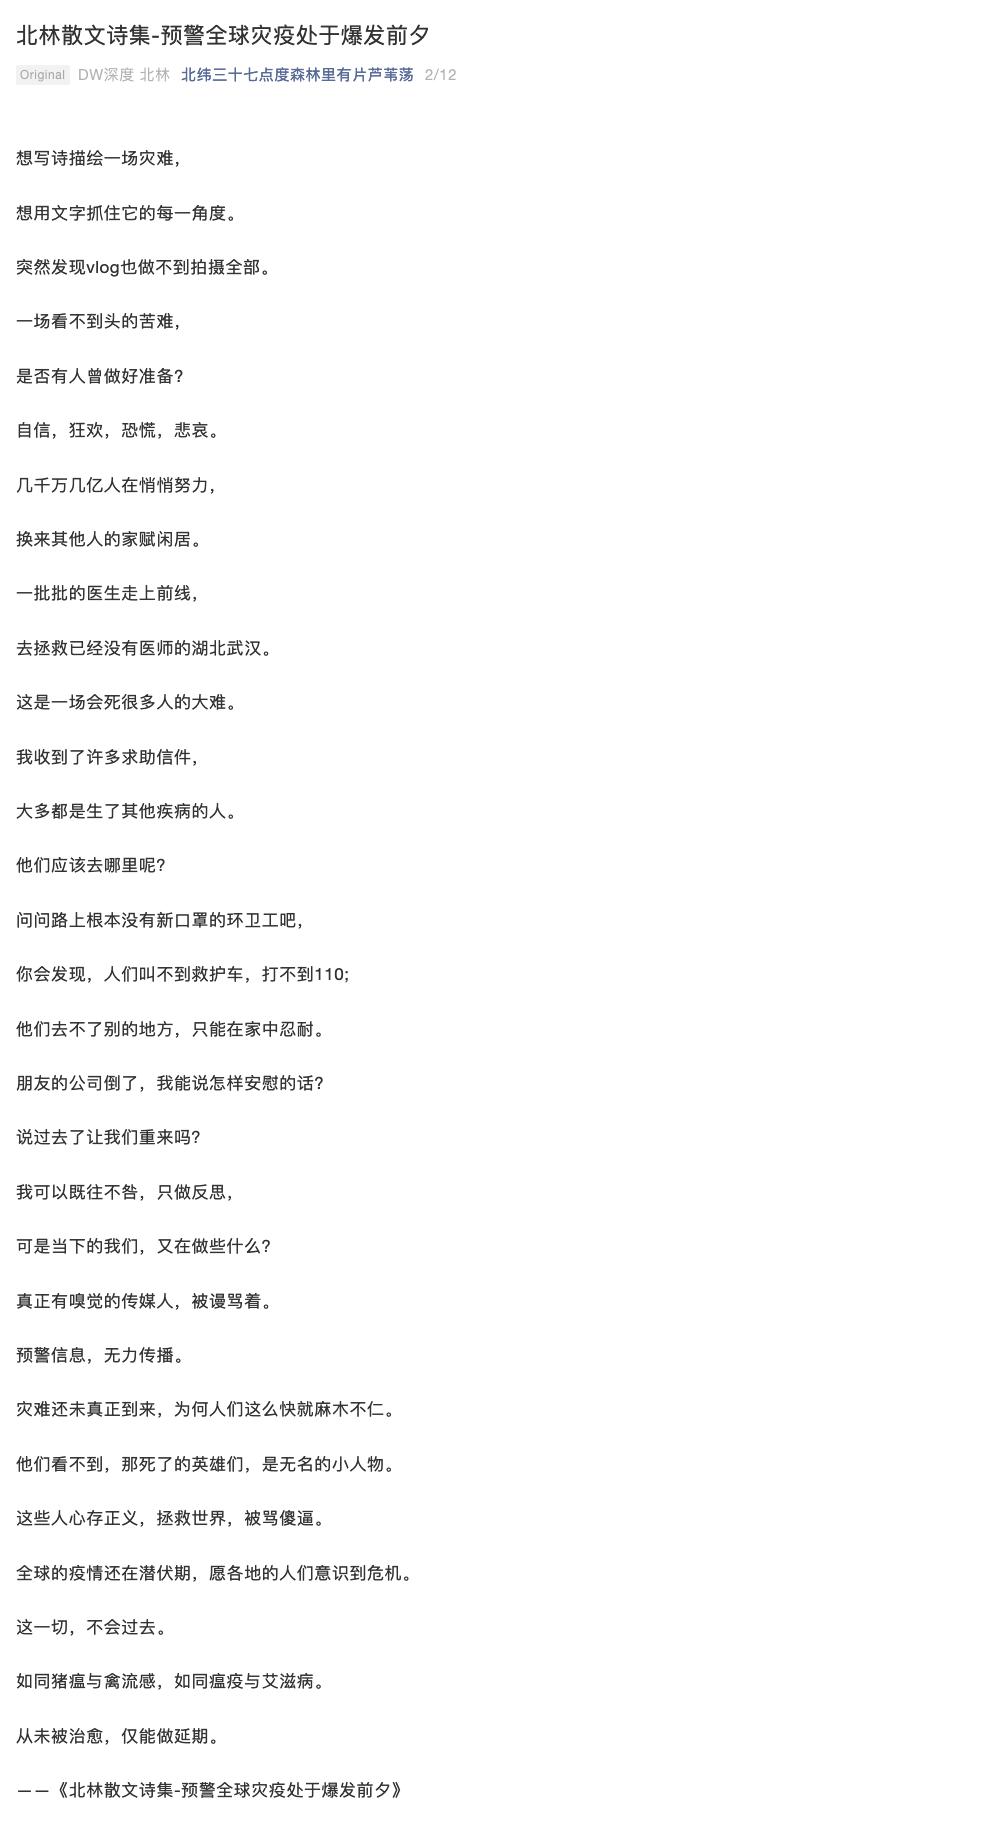 北林散文诗集-预警全球灾疫处于爆发前夕
Original DW深度 北林 北纬三十七点度森林里有片芦苇荡 2/12
想写诗描绘一场灾难，
想用文字抓住它的每一角度。
突然发现vlog也做不到拍摄全部。
一场看不到头的苦难，
是否有人曾做好准备?
自信，狂欢，恐慌，悲哀。
几千万几亿人在悄悄努力，
换来其他人的家赋闲居。
一批批的医生走上前线，
去拯救已经没有医师的湖北武汉。
这是一场会死很多人的大难。
我收到了许多求助信件，
大多都是生了其他疾病的人。
他们应该去哪里呢?
问问路上根本没有新口罩的环卫工吧，
你会发现，人们叫不到救护车，打不到110;
他们去不了别的地方，只能在家中忍耐。
朋友的公司倒了，我能说怎样安慰的话?
说过去了让我们重来吗?
我可以既往不咎，只做反思，
可是当下的我们，又在做些什么?
真正有嗅觉的传媒人，被谩骂着。
预警信息，无力传播。
灾难还未真正到来，为何人们这么快就麻木不仁。
他们看不到，那死了的英雄们，是无名的小人物。
这些人心存正义，拯救世界，被骂傻逼。
全球的疫情还在潜伏期，愿各地的人们意识到危机。
这一切，不会过去。
如同猪瘟与禽流感，如同瘟疫与艾滋病。
从未被治愈，仅能做延期。
——《北林散文诗集-预警全球灾疫处于爆发前夕》